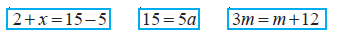 2 + x = 15 − 5 15 = 5a 3m = m + 12